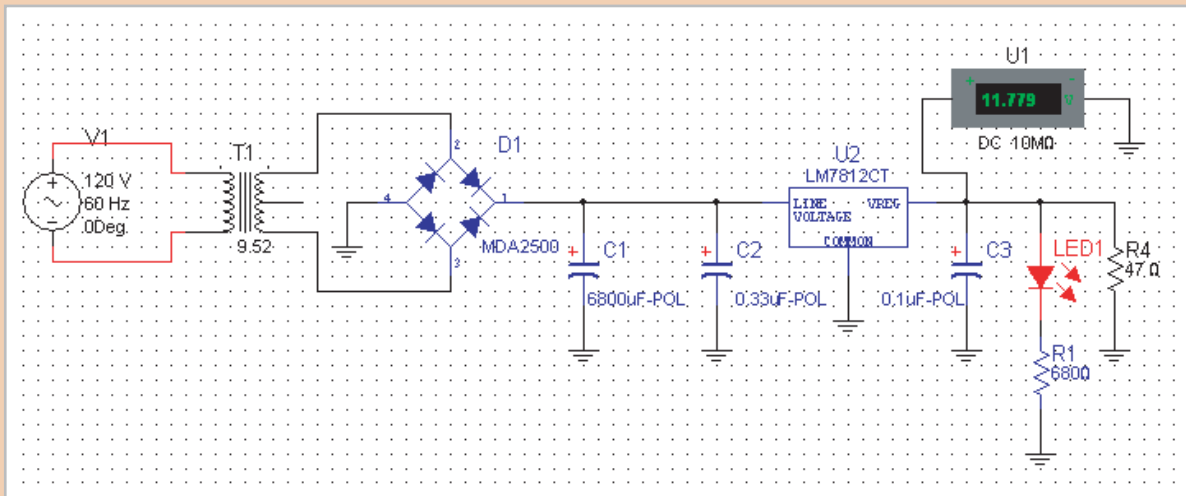 V1
120 V
60 Hz
0Deg
T1
9.52
D1
2
4
1
3
MDA2500
C1
6800uF-POL
C2
0.33uF-POL
U2
LM7812CT
LINE VREG
VOLTAGE
COMMON
C3
0.1uF-POL
U1
+ -
11.779 V
DC 10MΩ
LED1
R1
680Ω
R4
47 Ω